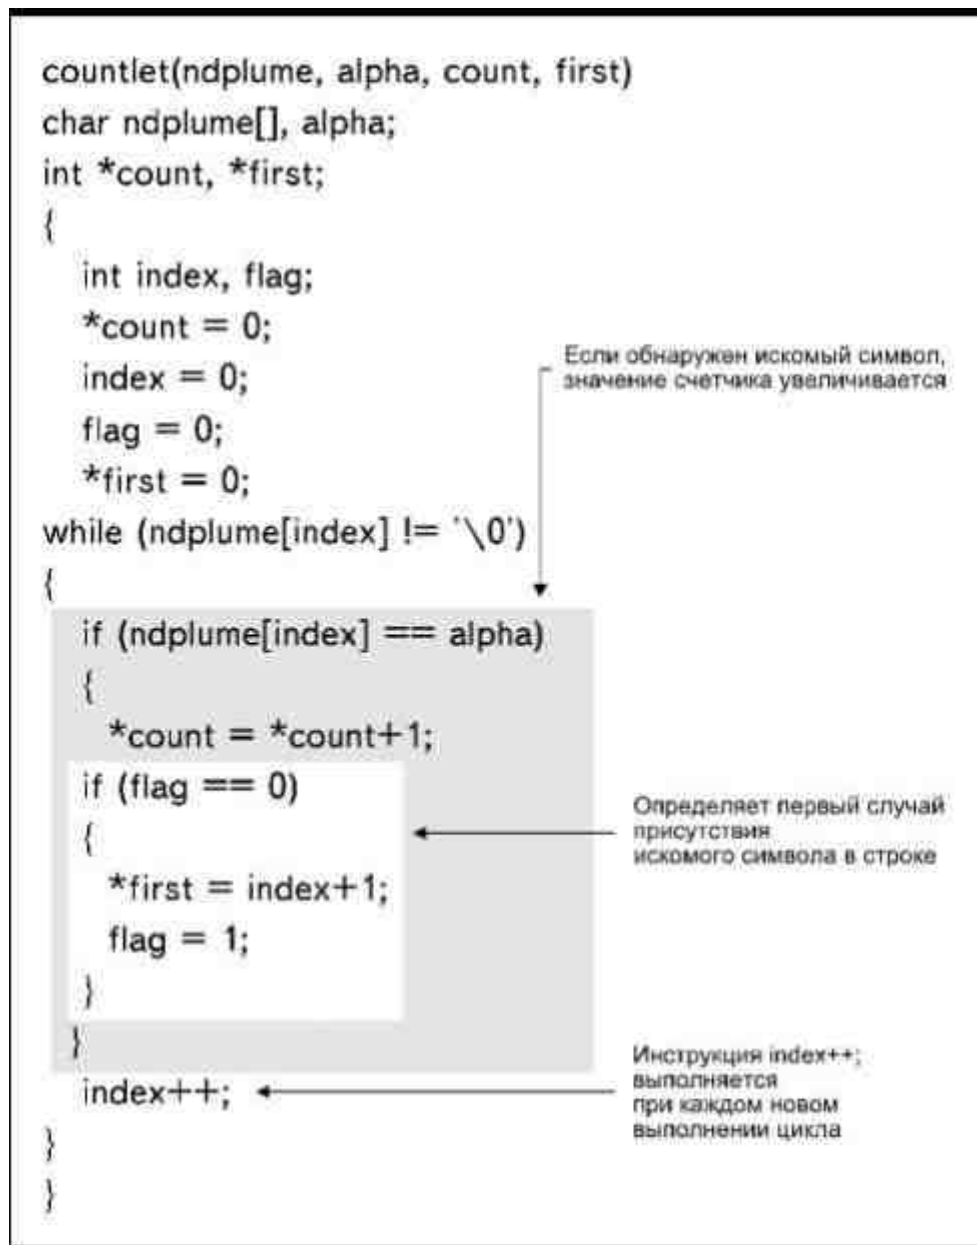 countlet(ndplume, alpha, count, first)
char ndplume[], alpha;
int *count, *first;
{
int index, flag;
*count = 0;
index = 0;
flag = 0;
*first = 0;
while (ndplume[index] != '\0')
{
Если обнаружен искомый символ,
значение счетчика увеличивается
if (ndplume[index] == alpha)
{
*count = *count+1;
if (flag == 0)
{
*first = index+1;
flag = 1;
}
}
Определяет первый случай
присутствия
искомого символа в строке
index++;
Инструкция index++;
выполняется
при каждом новом
выполнении цикла
}
}